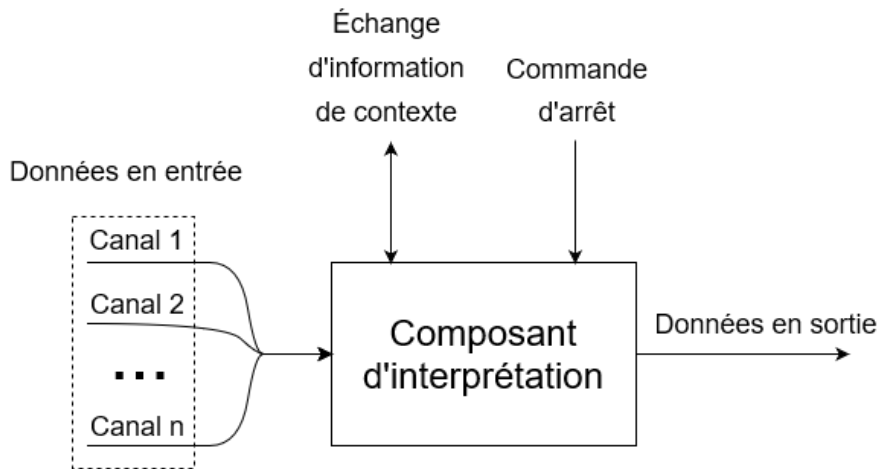 Échange
d'information
de contexte
Commande
d'arrêt
Données en entrée
Canal 1
Canal 2
...
Canal n
Composant
d'interprétation
Données en sortie